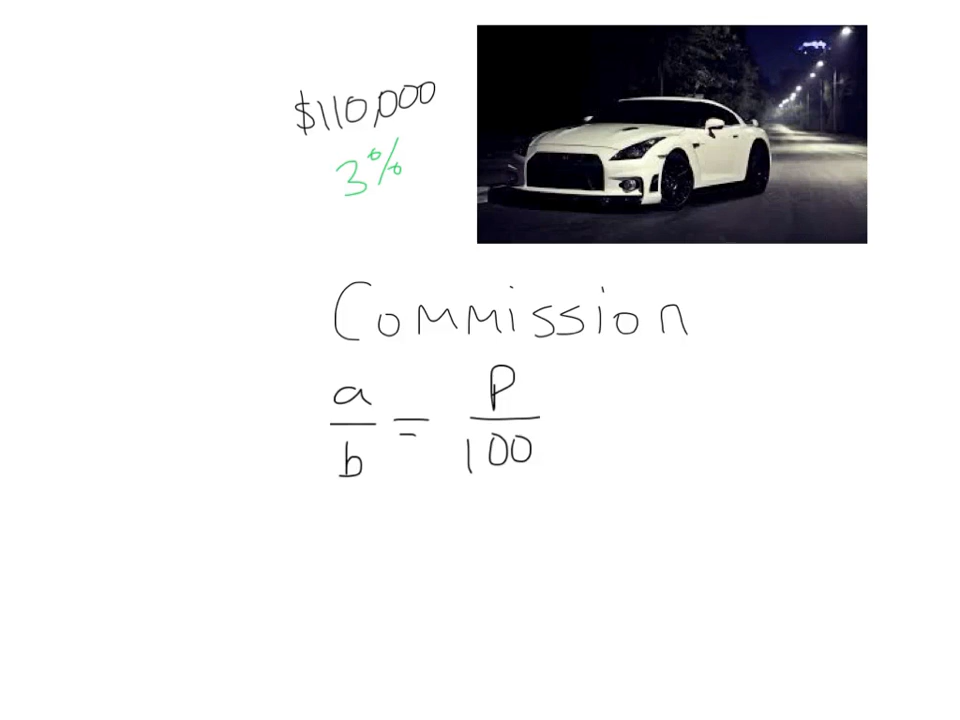 $110,000
3%
Commission
a/b = P/100